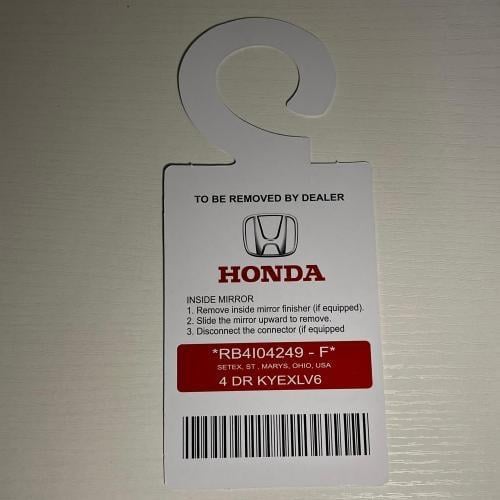 TO BE REMOVED BY DEALER
HONDA
INSIDE MIRROR
1. Remove inside mirror finisher (if equipped).
2. Slide the mirror upward to remove.
3. Disconnect the connector (if equipped
*RB4I04249 - F*
SETEX, ST , MARYS, OHIO, USA
4 DR KYEXLV6